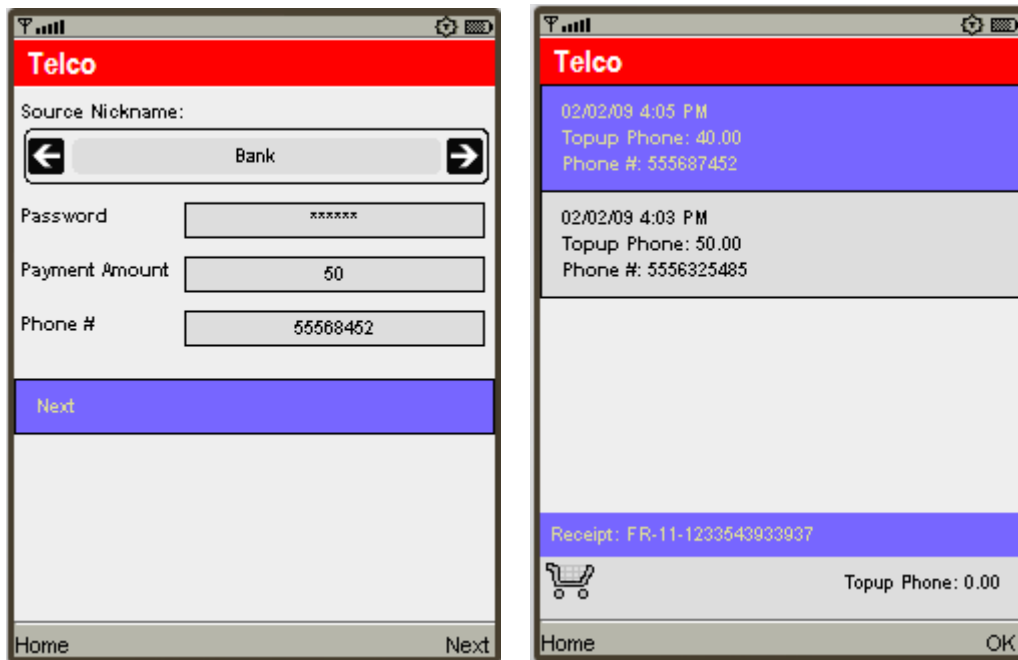 Telco
Source Nickname:
Bank
Password ******
Payment Amount 50
Phone # 55568452
Next
Home Next
Telco
02/02/09 4:05 PM
Topup Phone: 40.00
Phone #: 555687452
02/02/09 4:03 PM
Topup Phone: 50.00
Phone #: 5556325485
Receipt: FR-11-1233543933937
Topup Phone: 0.00
Home OK